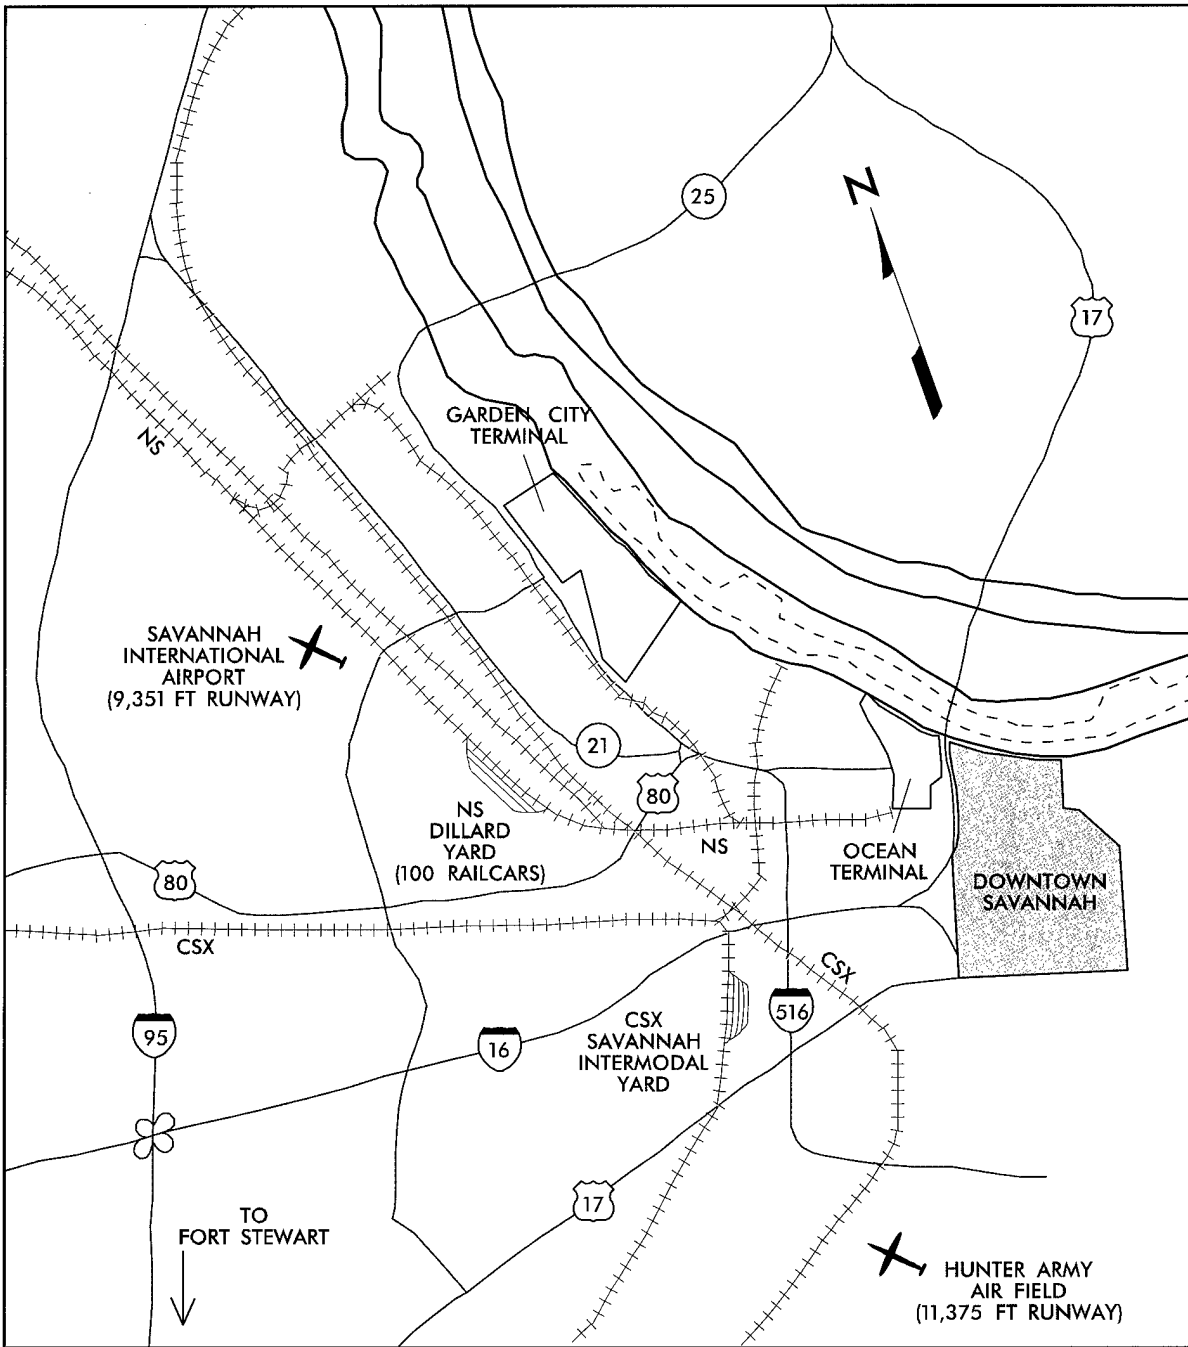 N
25
17
GARDEN CITY
TERMINAL
NS
SAVANNAH
INTERNATIONAL
AIRPORT
(9,351 FT RUNWAY)
21
80
NS
DILLARD
YARD
(100 RAILCARS)
NS
OCEAN
TERMINAL
DOWNTOWN
SAVANNAH
80
CSX
CSX
95
16
516
CSX
SAVANNAH
INTERMODAL
YARD
17
TO
FORT STEWART
HUNTER ARMY
AIR FIELD
(11,375 FT RUNWAY)